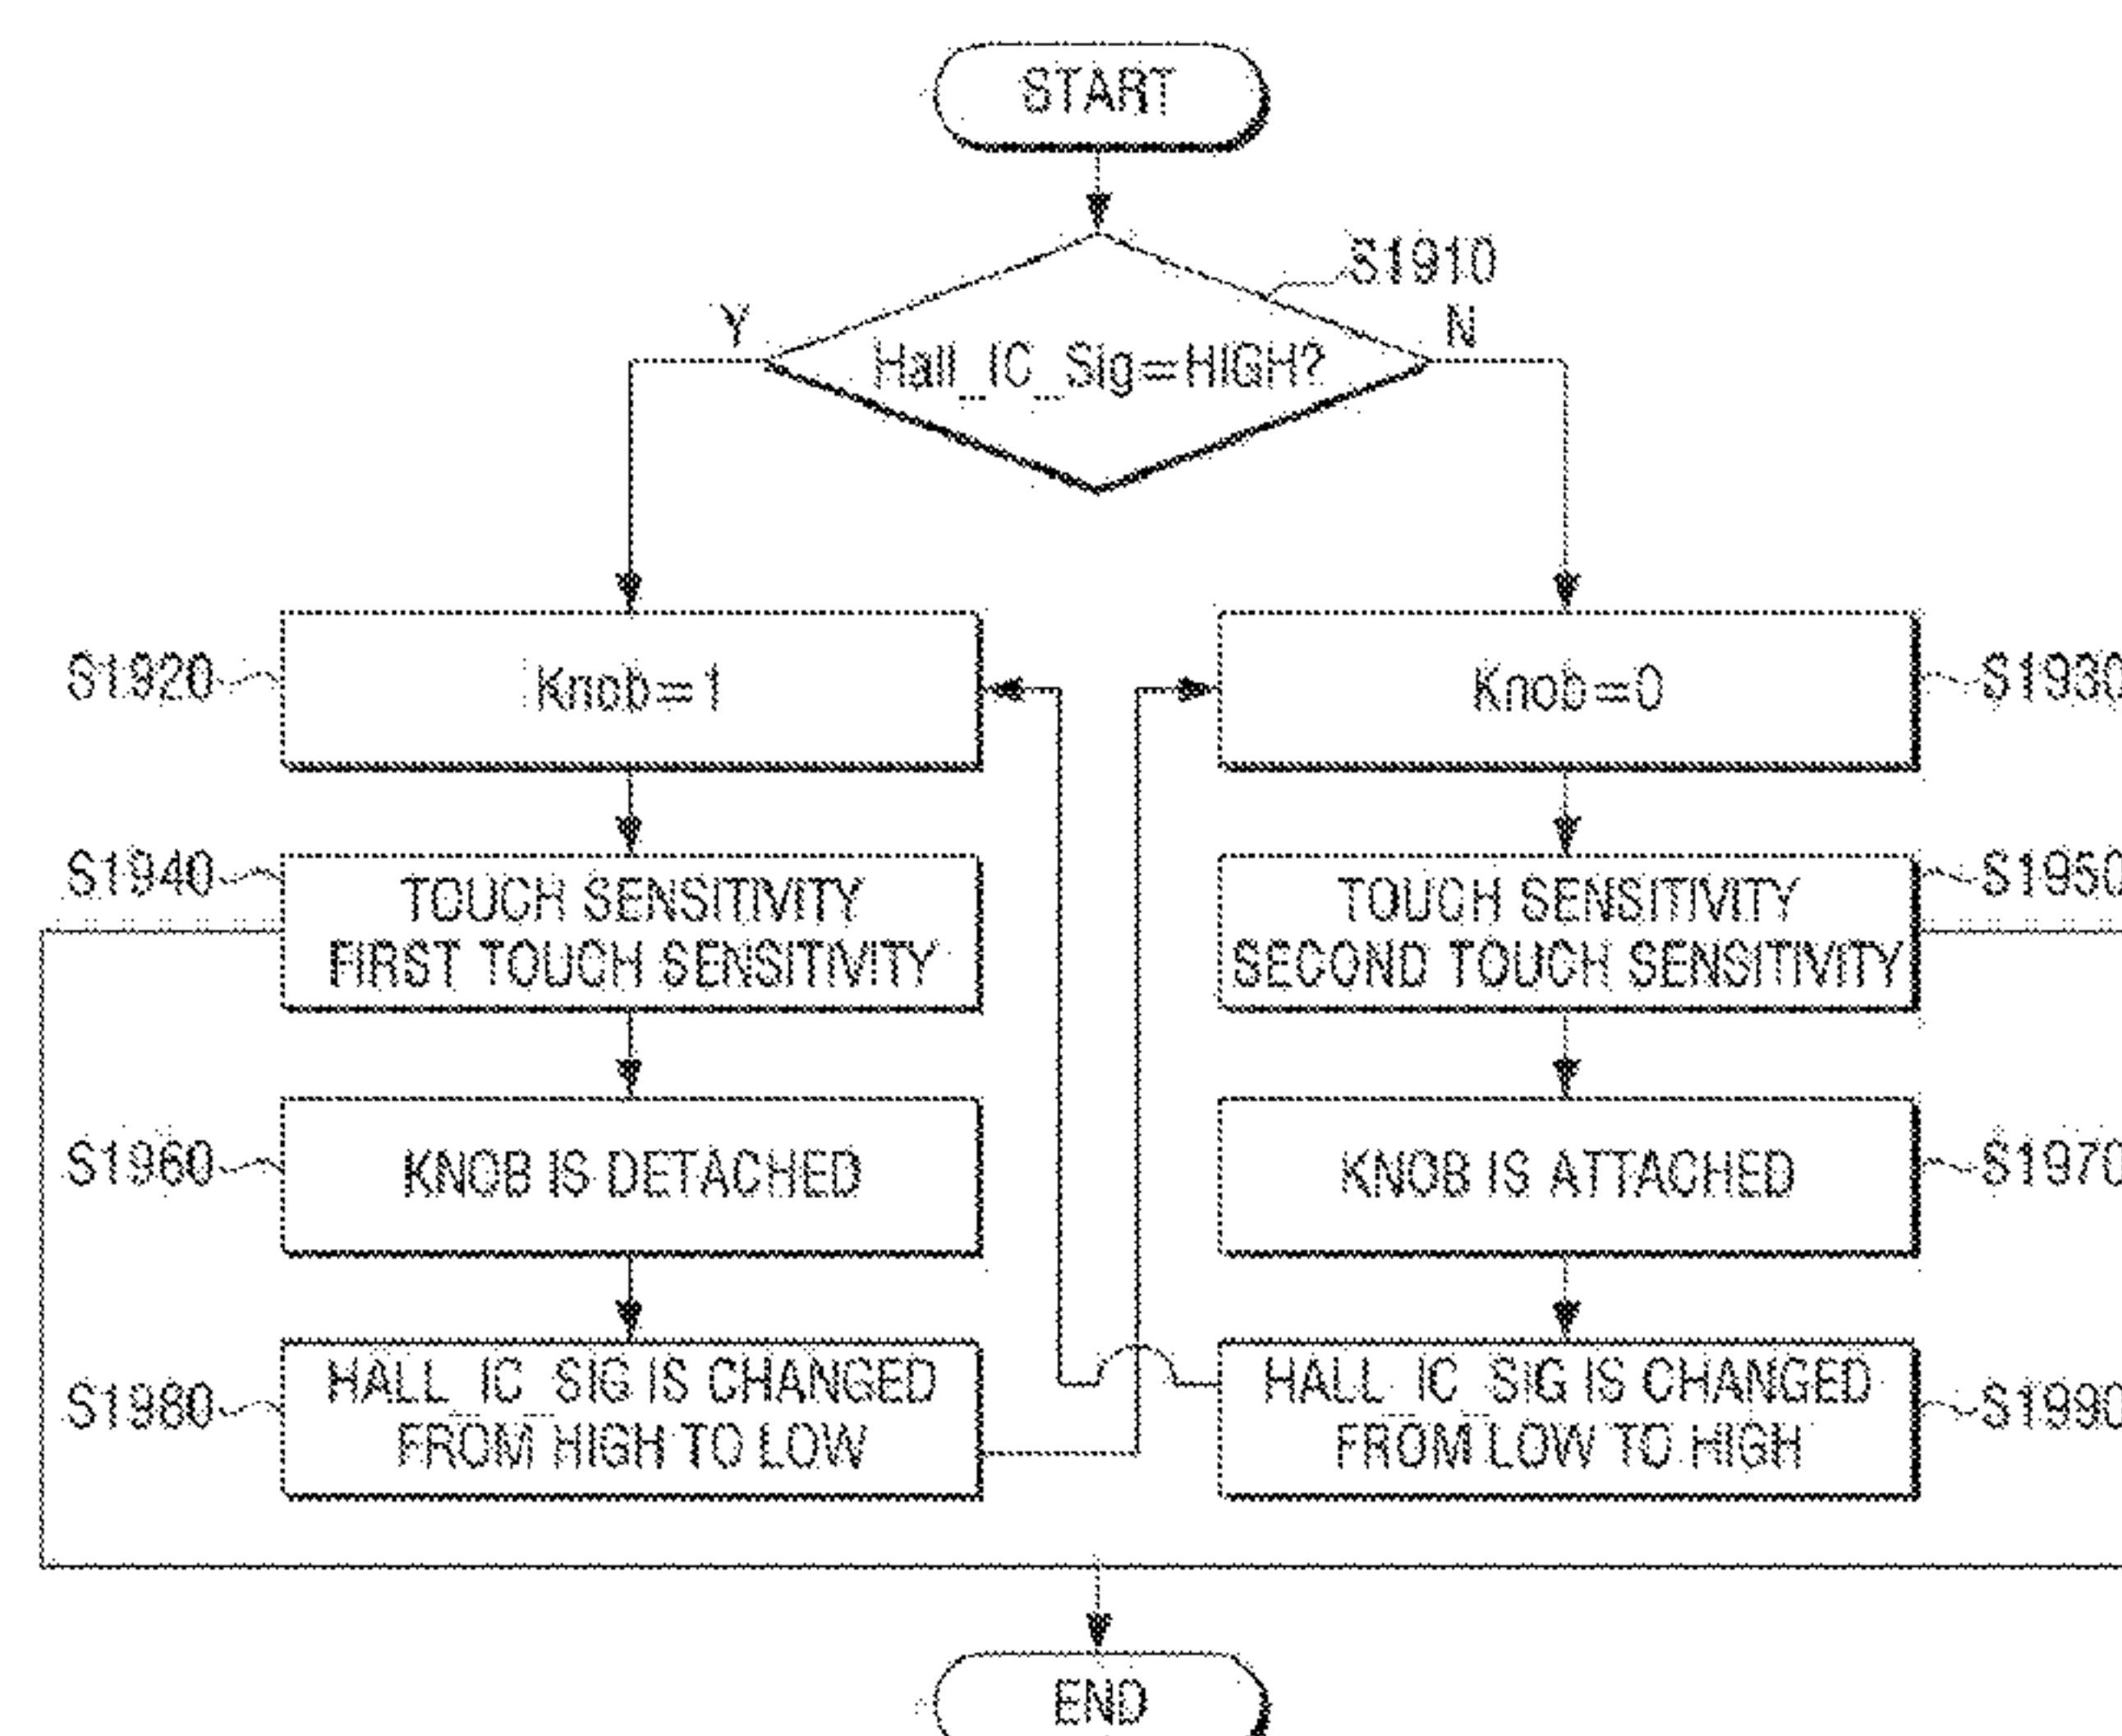 START
S1910
Y
N
Hall_IC_Sig=HIGH?
S1920
Knob=1
Knob=0
S1930
S1940
TOUCH SENSITIVITY
FIRST TOUCH SENSITIVITY
TOUCH SENSITIVITY
SECOND TOUCH SENSITIVITY
S1950
S1960
KNOB IS DETACHED
KNOB IS ATTACHED
S1970
S1980
HALL_IC_SIG IS CHANGED
FROM HIGH TO LOW
HALL_IC_SIG IS CHANGED
FROM LOW TO HIGH
S1990
END